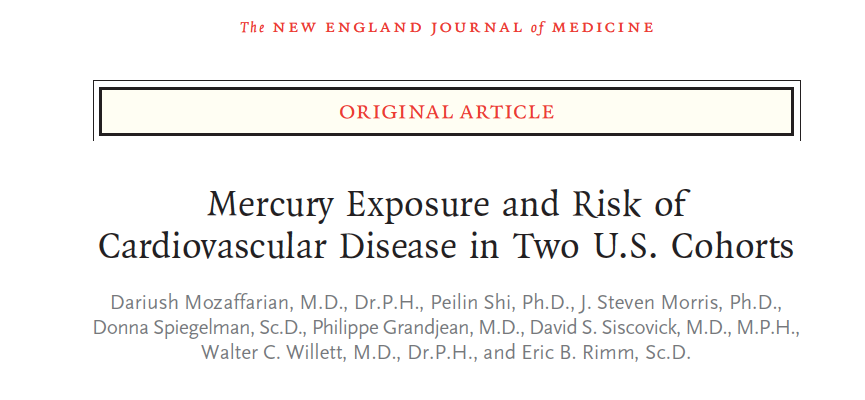 The NEW ENGLAND JOURNAL of MEDICINE
ORIGINAL ARTICLE
Mercury Exposure and Risk of
Cardiovascular Disease in Two U.S. Cohorts
Dariush Mozaffarian, M.D., Dr.P.H., Peilin Shi, Ph.D., J. Steven Morris, Ph.D.,
Donna Spiegelman, Sc.D., Philippe Grandjean, M.D., David S. Siscovick, M.D., M.P.H.,
Walter C. Willett, M.D., Dr.P.H., and Eric B. Rimm, Sc.D.